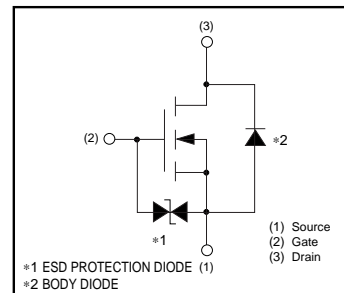 (3)
(2)
∗2
∗1
(1)
(1) Source
(2) Gate
(3) Drain
∗1 ESD PROTECTION DIODE
∗2 BODY DIODE